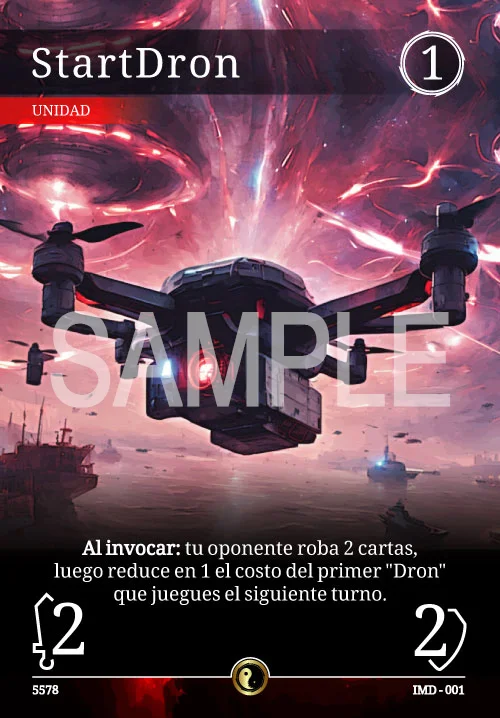 StartDron
1
UNIDAD
SAMPLE
Al invocar: tu oponente roba 2 cartas,
luego reduce en 1 el costo del primer "Dron"
que juegues el siguiente turno.
2
2
5578
IMD - 001